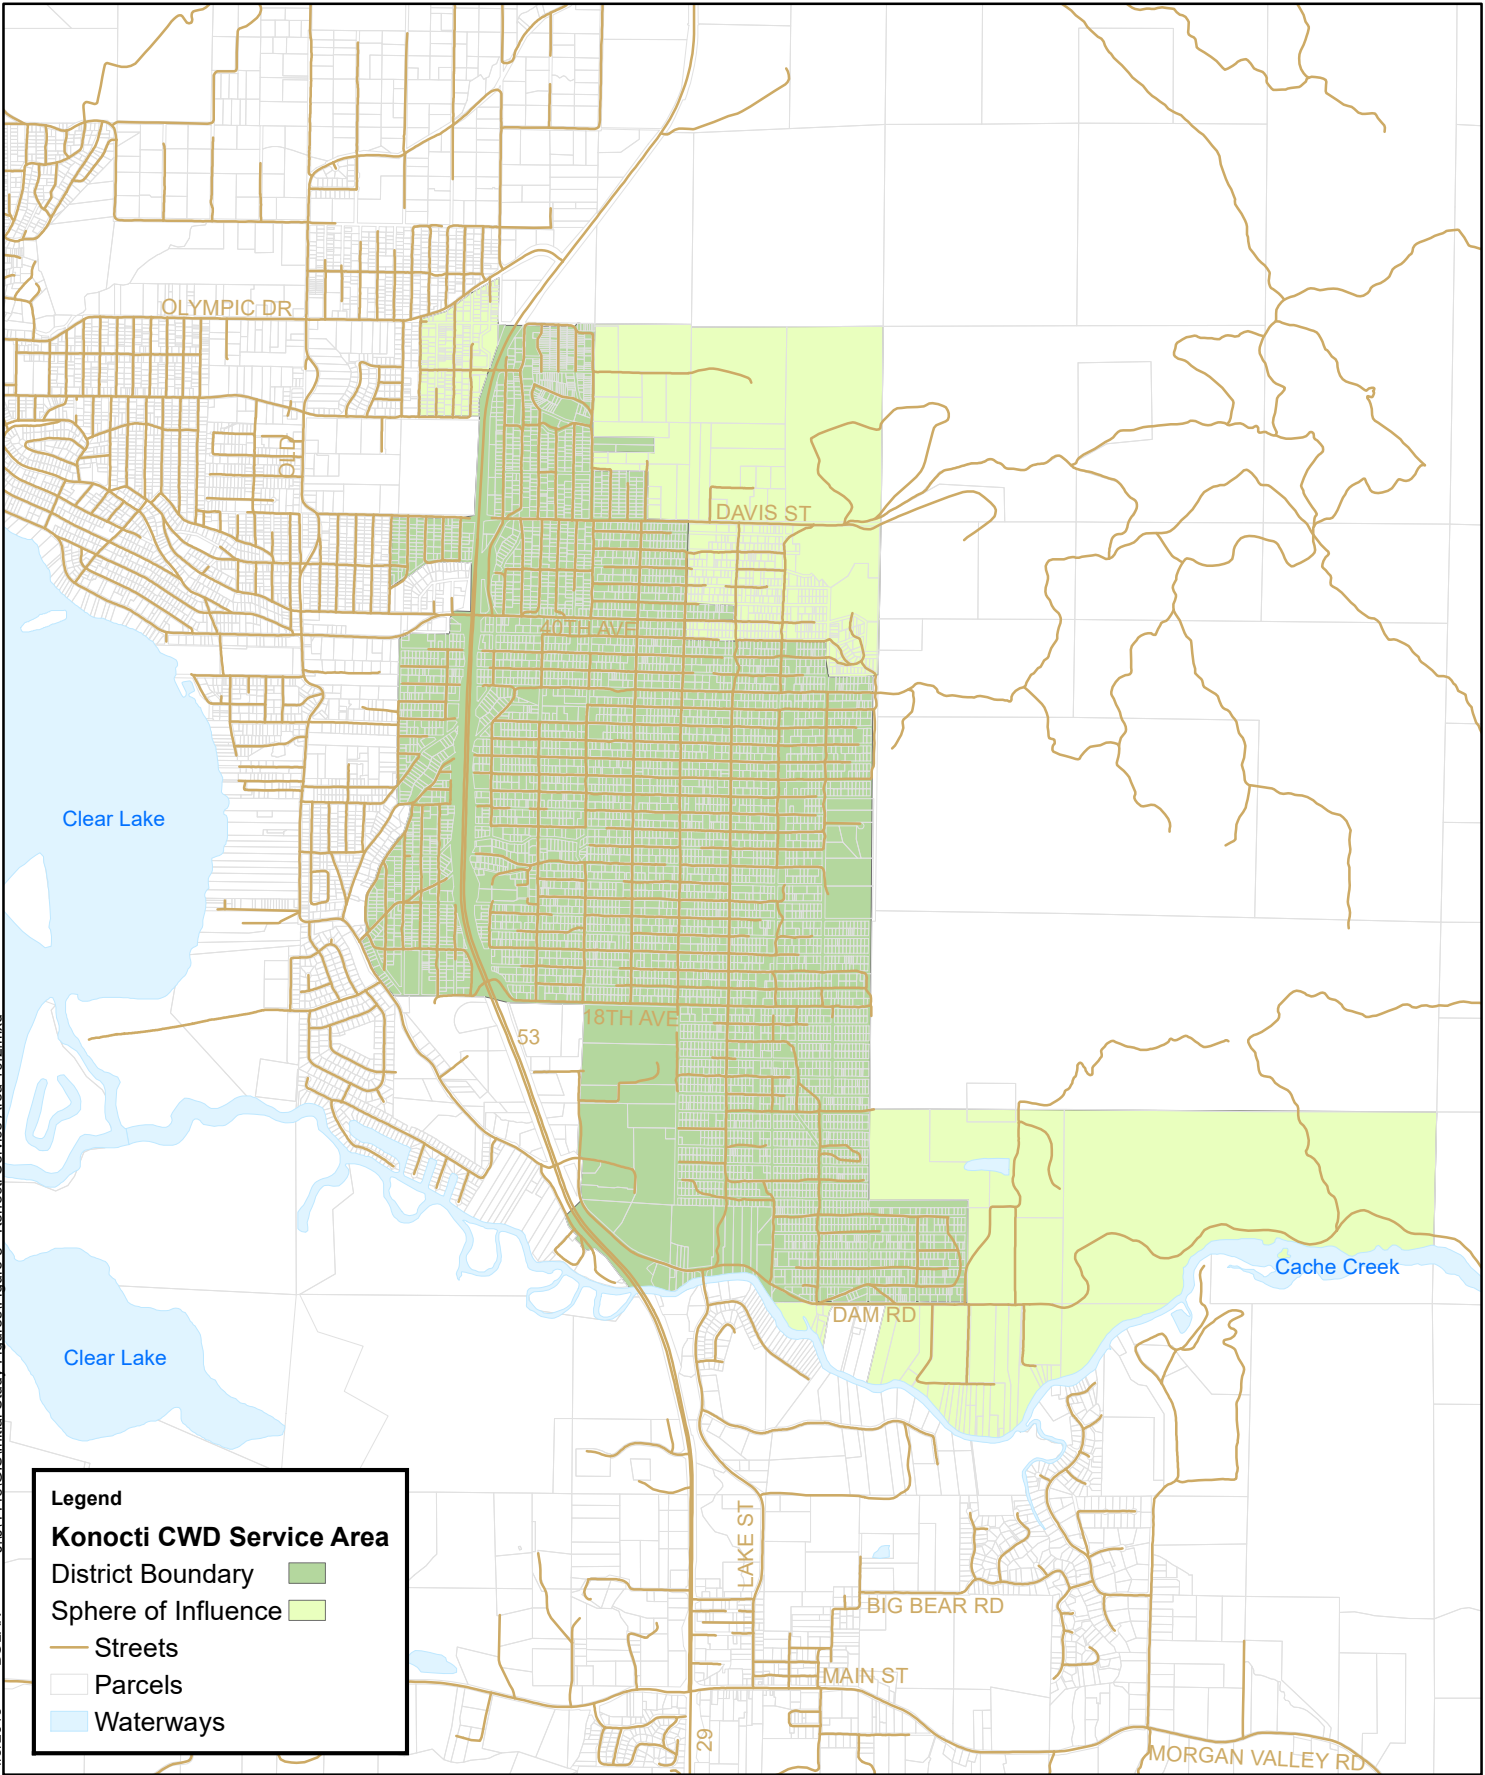 OLYMPIC DR
OLD
DAVIS ST
40TH AVE
Clear Lake
18TH AVE
53
Cache Creek
DAM RD
Clear Lake
LAKE ST
BIG BEAR RD
MAIN ST
29
MORGAN VALLEY RD
Legend
Konocti CWD Service Area
District Boundary
Sphere of Influence
Streets
Parcels
Waterways